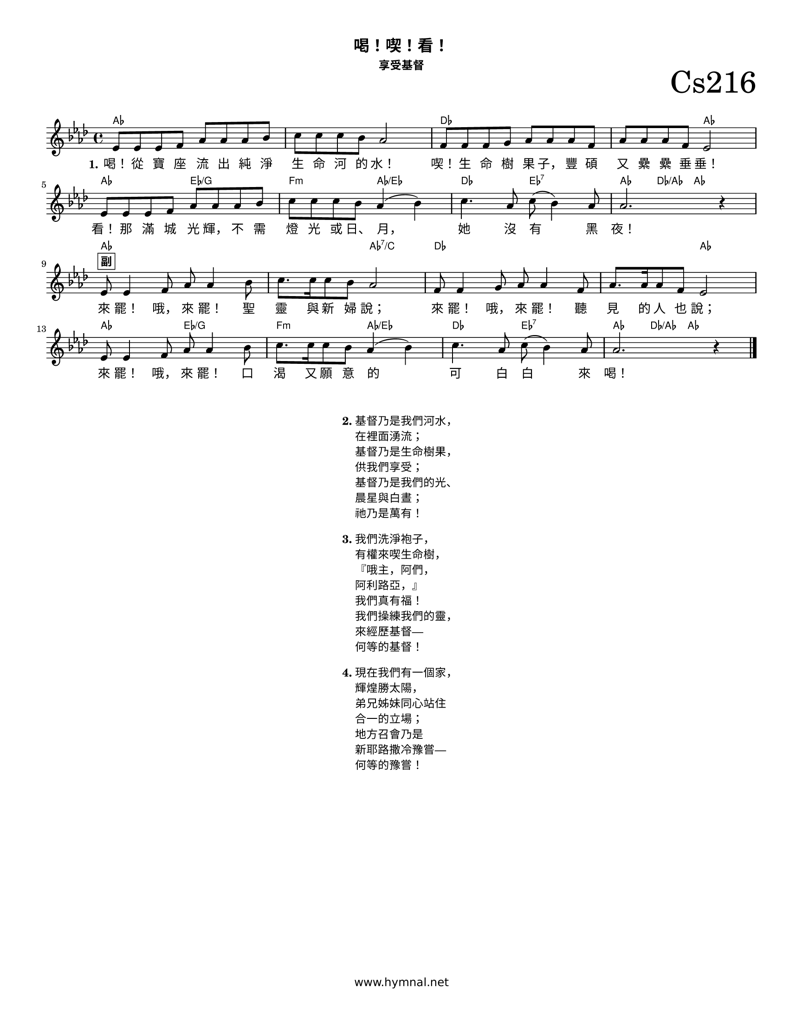 喝！喫！看！
享受基督
Cs216
A♭ D♭ A♭
1. 喝！從 寶 座 流 出 純 淨 生 命 河 的 水！ 喫！生 命 樹 果 子，豐 碩 又 纍 纍 垂 垂！
5 A♭ E♭/G Fm A♭/E♭ D♭ E♭7 A♭ D♭/A♭ A♭
看！那 滿 城 光 輝，不 需 燈 光 或 日、 月， 她 沒 有 黑 夜！
A♭ A♭7/C D♭ A♭
9 副
來 罷！ 哦，來 罷！ 聖 靈 與 新 婦 說； 來 罷！ 哦，來 罷！ 聽 見 的 人 也 說；
13 A♭ E♭/G Fm A♭/E♭ D♭ E♭7 A♭ D♭/A♭ A♭
來 罷！ 哦，來 罷！ 口 渴 又 願 意 的 可 白 白 來 喝！
2. 基督乃是我們河水，
在裡面湧流；
基督乃是生命樹果，
供我們享受；
基督乃是我們的光、
晨星與白晝；
祂乃是萬有！
3. 我們洗淨袍子，
有權來喫生命樹，
『哦主，阿們，
阿利路亞，』
我們真有福！
我們操練我們的靈，
來經歷基督—
何等的基督！
4. 現在我們有一個家，
輝煌勝太陽，
弟兄姊妹同心站住
合一的立場；
地方召會乃是
新耶路撒冷豫嘗—
何等的豫嘗！
www.hymnal.net